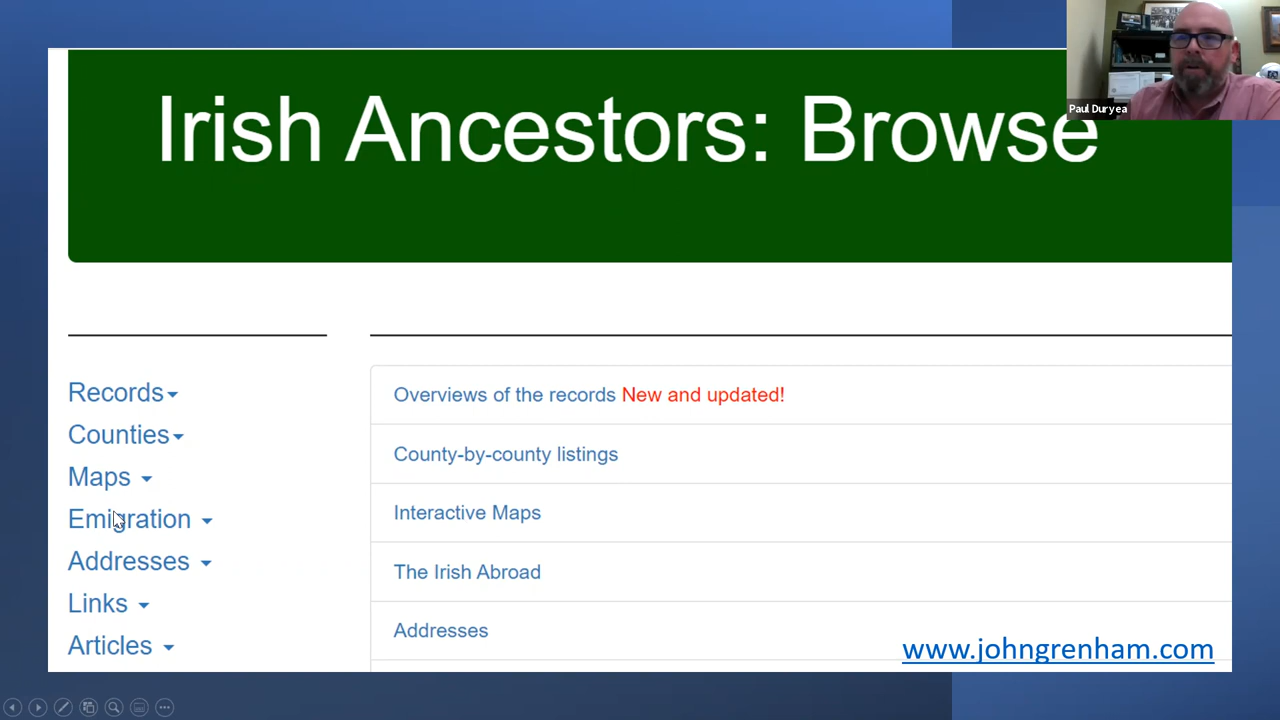 Irish Ancestors: Browse
Paul Duryea
Records
Counties
Maps
Emigration
Addresses
Links
Articles
Overviews of the records New and updated!
County-by-county listings
Interactive Maps
The Irish Abroad
Addresses
www.johngrenham.com